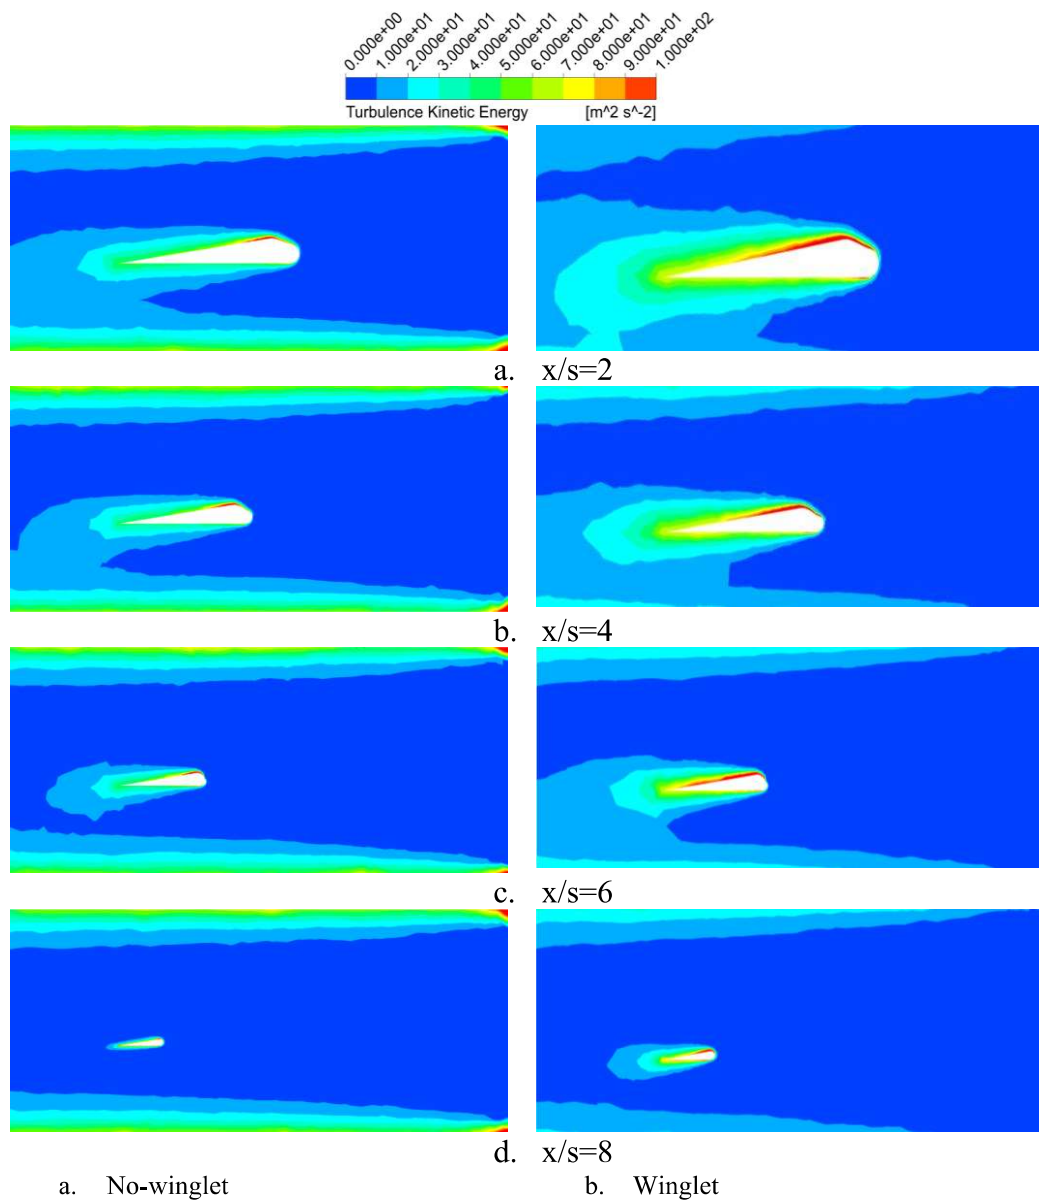 0.000e+00
1.000e+01
2.000e+01
3.000e+01
4.000e+01
5.000e+01
6.000e+01
7.000e+01
8.000e+01
9.000e+01
1.000e+02
Turbulence Kinetic Energy [m^2 s^-2]
a. x/s=2
b. x/s=4
c. x/s=6
d. x/s=8
a. No-winglet b. Winglet